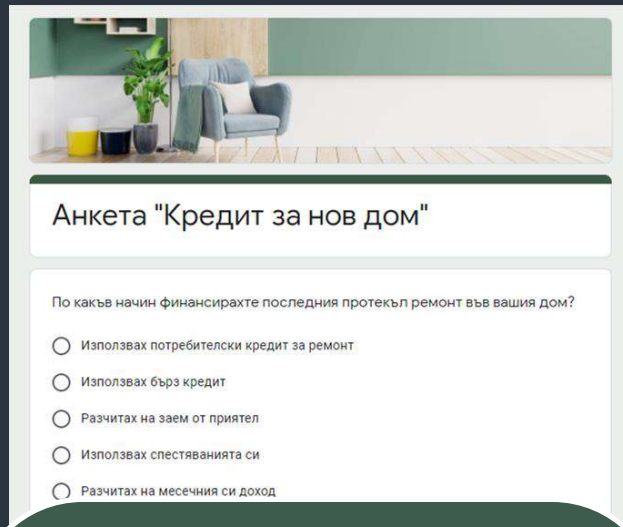 Анкета "Кредит за нов дом"
По какъв начин финансирахте последния протекъл ремонт във вашия дом?
Използвах потребителски кредит за ремонт
Използвах бърз кредит
Разчитах на заем от приятел
Използвах спестяванията си
Разчитах на месечния си доход